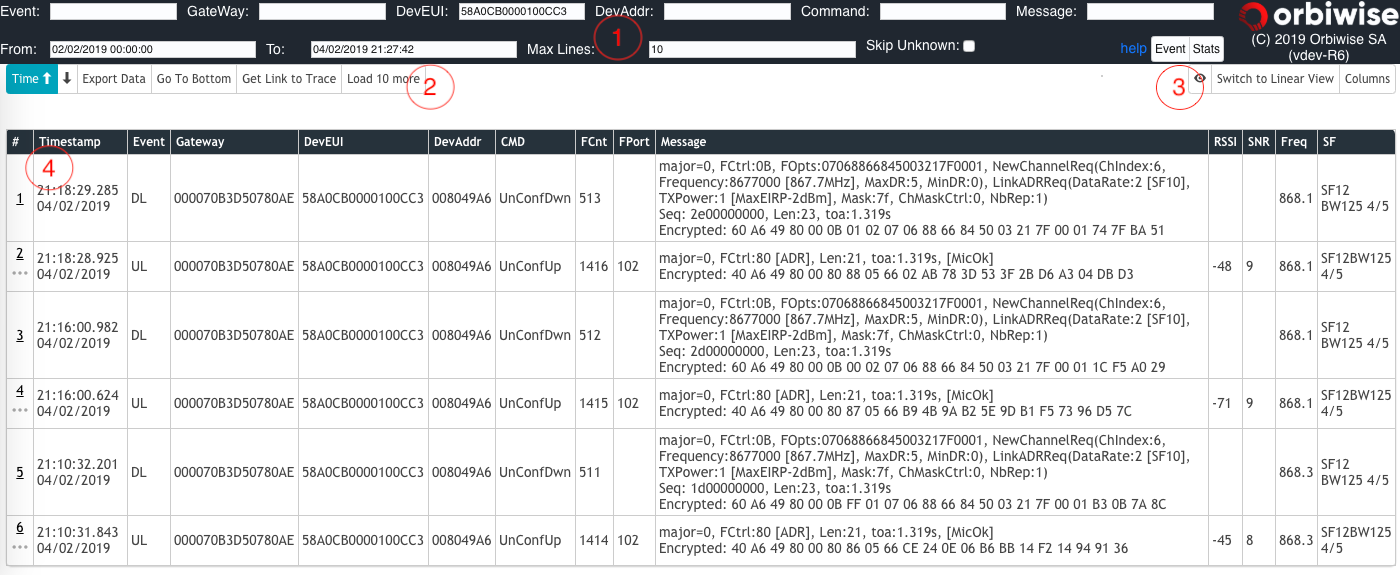 Event: GateWay: DevEUI: 58A0CB0000100CC3 DevAddr: Command: Message: orbiwise
From: 02/02/2019 00:00:00 To: 04/02/2019 21:27:42 Max Lines: 1 10 Skip Unknown: help Event Stats (C) 2019 Orbiwise SA
(vdev-R6)
Time Export Data Go To Bottom Get Link to Trace Load 10 more 2 3 Switch to Linear View Columns
# Timestamp Event Gateway DevEUI DevAddr CMD FCnt FPort Message RSSI SNR Freq SF
4
major=0, FCtrl:0B, FOpts:07068866845003217F0001, NewChannelReq(ChIndex:6,
Frequency:8677000 [867.7MHz], MaxDR:5, MinDR:0), LinkADRReq(DataRate:2 [SF10],
1 21:18:29.285 04/02/2019 DL 000070B3D50780AE 58A0CB0000100CC3 008049A6 UnConfDwn 513 TXPower:1 [MaxEIRP-2dBm], Mask:7f, ChMaskCtrl:0, NbRep:1) 868.1 SF12 BW125 4/5
Seq: 2e00000000, Len:23, toa:1.319s
Encrypted: 60 A6 49 80 00 0B 01 02 07 06 88 66 84 50 03 21 7F 00 01 74 7F BA 51
2 21:18:28.925 04/02/2019 UL 000070B3D50780AE 58A0CB0000100CC3 008049A6 UnConfUp 1416 102 major=0, FCtrl:80 [ADR], Len:21, toa:1.319s, [MicOk] -48 9 868.1 SF12BW125 4/5
Encrypted: 40 A6 49 80 00 80 88 05 66 02 AB 78 3D 53 3F 2B D6 A3 04 DB D3
major=0, FCtrl:0B, FOpts:07068866845003217F0001, NewChannelReq(ChIndex:6,
Frequency:8677000 [867.7MHz], MaxDR:5, MinDR:0), LinkADRReq(DataRate:2 [SF10],
3 21:16:00.982 04/02/2019 DL 000070B3D50780AE 58A0CB0000100CC3 008049A6 UnConfDwn 512 TXPower:1 [MaxEIRP-2dBm], Mask:7f, ChMaskCtrl:0, NbRep:1) 868.1 SF12 BW125 4/5
Seq: 2d00000000, Len:23, toa:1.319s
Encrypted: 60 A6 49 80 00 0B 00 02 07 06 88 66 84 50 03 21 7F 00 01 1C F5 A0 29
4 21:16:00.624 04/02/2019 UL 000070B3D50780AE 58A0CB0000100CC3 008049A6 UnConfUp 1415 102 major=0, FCtrl:80 [ADR], Len:21, toa:1.319s, [MicOk] -71 9 868.1 SF12BW125 4/5
Encrypted: 40 A6 49 80 00 80 87 05 66 B9 4B 9A B2 5E 9D B1 F5 73 96 D5 7C
major=0, FCtrl:0B, FOpts:07068866845003217F0001, NewChannelReq(ChIndex:6,
Frequency:8677000 [867.7MHz], MaxDR:5, MinDR:0), LinkADRReq(DataRate:2 [SF10],
5 21:10:32.201 04/02/2019 DL 000070B3D50780AE 58A0CB0000100CC3 008049A6 UnConfDwn 511 TXPower:1 [MaxEIRP-2dBm], Mask:7f, ChMaskCtrl:0, NbRep:1) 868.3 SF12 BW125 4/5
Seq: 1d00000000, Len:23, toa:1.319s
Encrypted: 60 A6 49 80 00 0B FF 01 07 06 88 66 84 50 03 21 7F 00 01 B3 0B 7A 8C
6 21:10:31.843 04/02/2019 UL 000070B3D50780AE 58A0CB0000100CC3 008049A6 UnConfUp 1414 102 major=0, FCtrl:80 [ADR], Len:21, toa:1.319s, [MicOk] -45 8 868.3 SF12BW125 4/5
Encrypted: 40 A6 49 80 00 80 86 05 66 CE 24 0E 06 B6 BB 14 F2 14 94 91 36